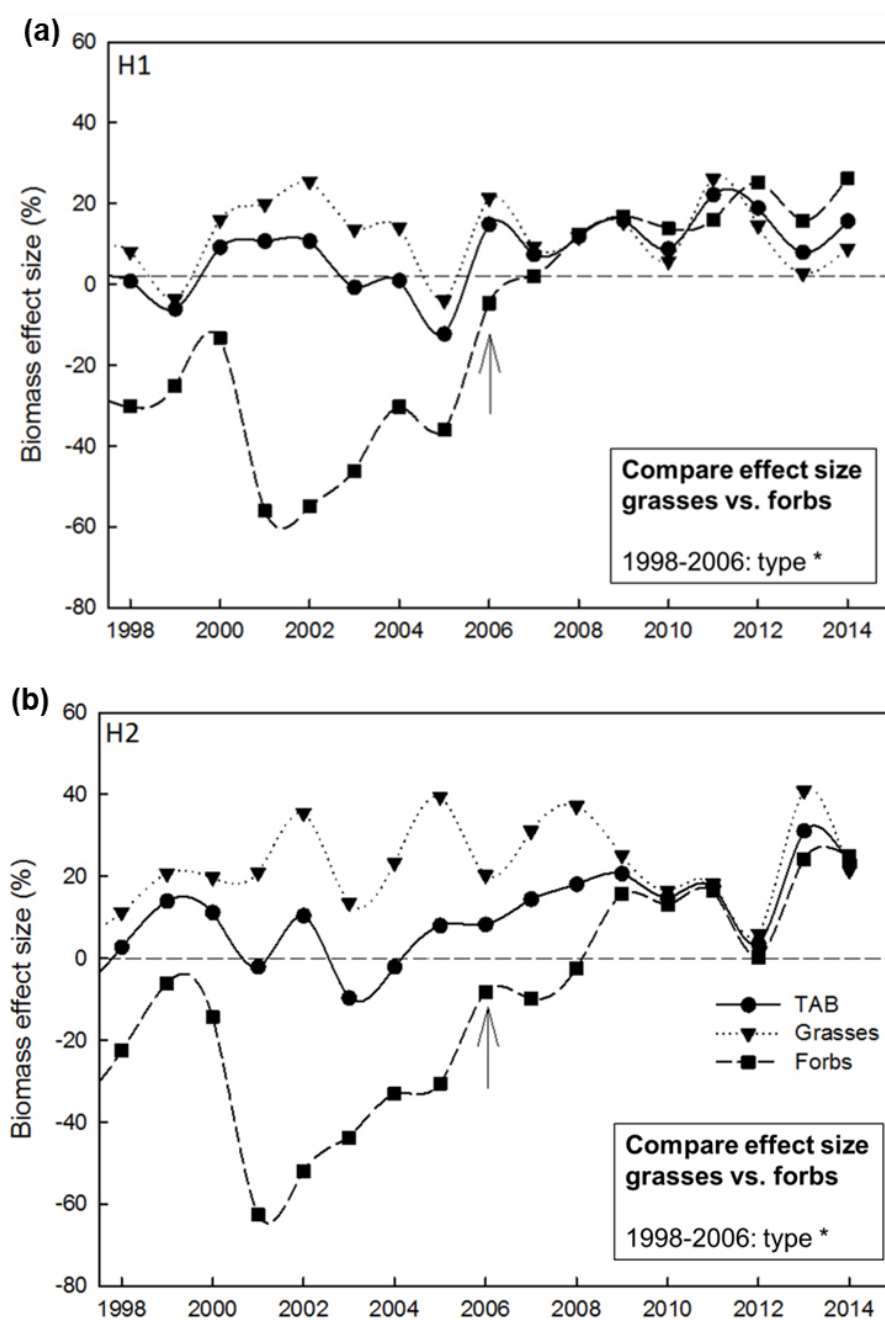 (a)
H1
Biomass effect size (%)
60
40
20
0
-20
-40
-60
-80
Compare effect size
grasses vs. forbs
1998-2006: type *
1998 2000 2002 2004 2006 2008 2010 2012 2014
(b)
H2
Biomass effect size (%)
60
40
20
0
-20
-40
-60
-80
TAB
Grasses
Forbs
Compare effect size
grasses vs. forbs
1998-2006: type *
1998 2000 2002 2004 2006 2008 2010 2012 2014